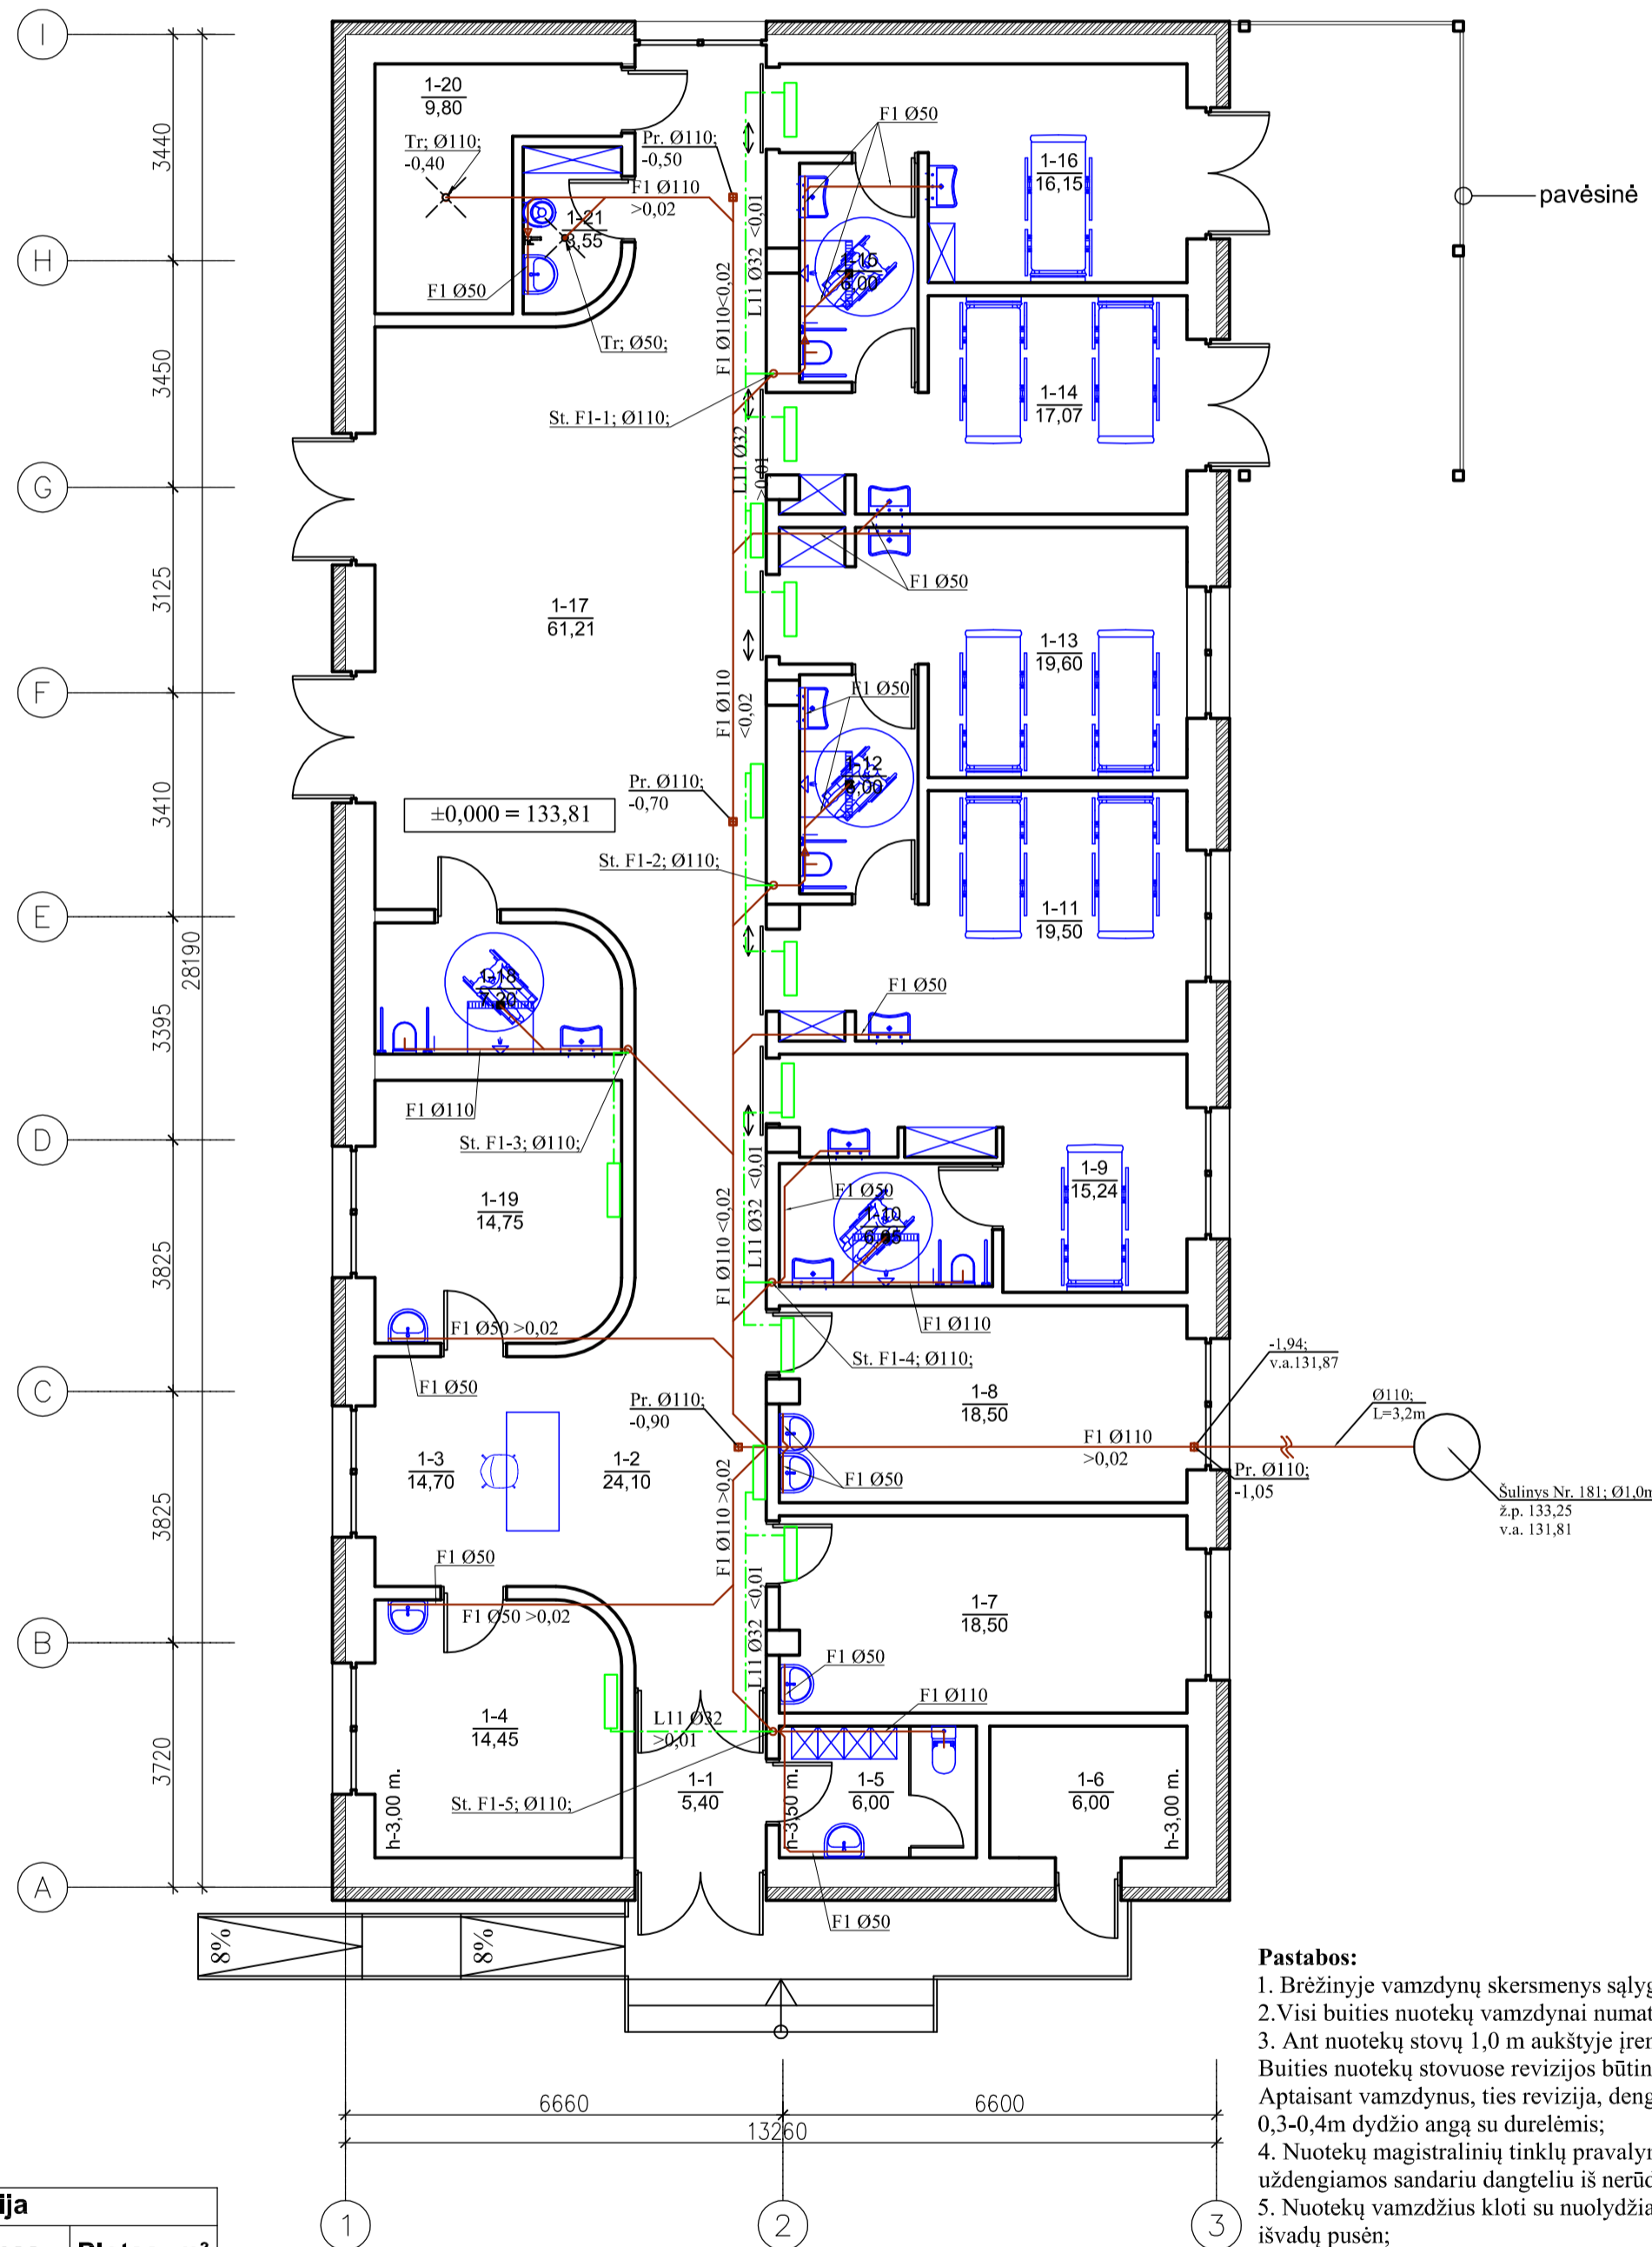 I
1-20
9,80
Tr; Ø110;
-0,40
Pr. Ø110;
-0,50
F1 Ø50
1-16
16,15
pavėsinė
3440
F1 Ø110
>0,02
1-21
3,55
L11 Ø32 <0,01
H
F1 Ø50
1-15
6,00
F1 Ø110<0,02
Tr; Ø50;
3450
St. F1-1; Ø110;
1-14
17,07
L11 Ø32
>0,01
G
3125
F1 Ø50
1-17
61,21
1-13
19,60
F
F1 Ø50
F1 Ø110
<0,02
Pr. Ø110;
-0,70
1-12
6,00
3410
±0,000 = 133,81
St. F1-2; Ø110;
E
28190
1-11
19,50
1-18
7,20
F1 Ø50
3395
F1 Ø110
St. F1-3; Ø110;
D
1-9
15,24
1-19
14,75
F1 Ø50
1-10
F1 Ø110 <0,02
L11 Ø32 <0,01
3825
F1 Ø50 >0,02
F1 Ø110
St. F1-4; Ø110;
-1,94;
v.a.131,87
C
F1 Ø50
Pr. Ø110;
-0,90
1-8
18,50
Ø110;
L=3,2m
F1 Ø110
>0,02
1-3
14,70
1-2
24,10
F1 Ø50
Pr. Ø110;
-1,05
Šulinys Nr. 181; Ø1,0m
ž.p. 133,25
v.a. 131,81
3825
F1 Ø110 >0,02
F1 Ø50
F1 Ø50 >0,02
L11 Ø32 <0,01
1-7
18,50
B
F1 Ø50
F1 Ø110
1-4
14,45
L11 Ø32
>0,01
3720
h-3,00 m.
St. F1-5; Ø110;
1-1
5,40
h-3,50 m.
1-5
6,00
1-6
6,00
h-3,00 m.
A
F1 Ø50
8%
8%
Pastabos:
1. Brėžinyje vamzdynų skersmenys sąlyg
2.Visi buities nuotekų vamzdynai numat
3. Ant nuotekų stovų 1,0 m aukštyje įren
Buities nuotekų stovuose revizijos būtin
Aptaisant vamzdynus, ties revizija, deng
0,3-0,4m dydžio angą su durelėmis;
4. Nuotekų magistralinių tinklų pravalyn
uždengiamos sandariu dangteliu iš nerūd
5. Nuotekų vamzdžius kloti su nuolydžia
išvadų pusėn;
6660
6600
13260
1
2
3
ija